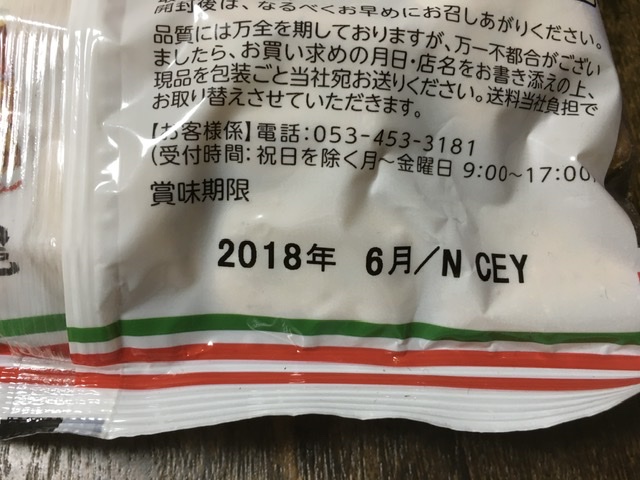 開封後は、なるべくお早めにお召しあがりください。
品質には万全を期しておりますが、万一不都合がござい
ましたら、お買い求めの月日・店名をお書き添えの上、
現品を包装ごと当社宛お送りください。送料当社負担で
お取り替えさせていただきます。
【お客様係】電話：053-453-3181
(受付時間：祝日を除く月～金曜日 9:00～17:00)
賞味期限
2018年 6月/N CEY